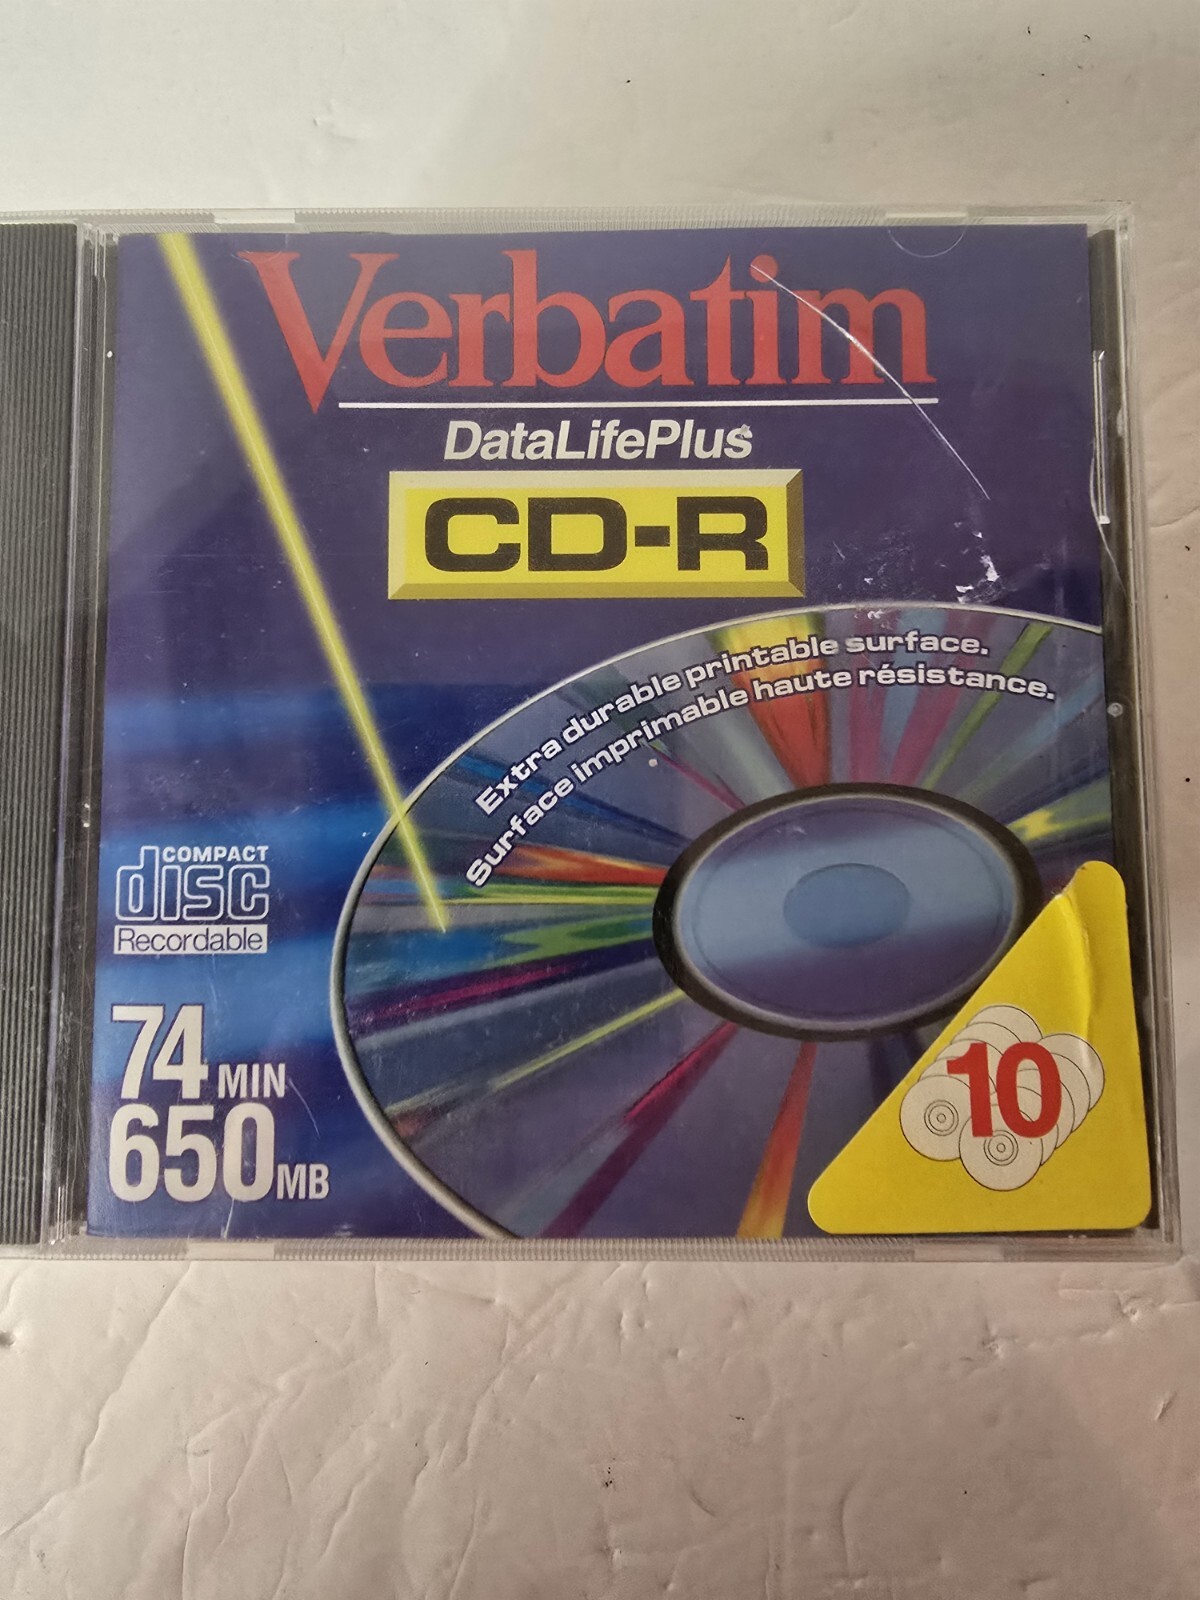 Verbatim
DataLifePlus
CD-R
Extra durable printable surface.
Surface imprimable haute résistance.
COMPACT
disc
Recordable
74 MIN
650 MB
10